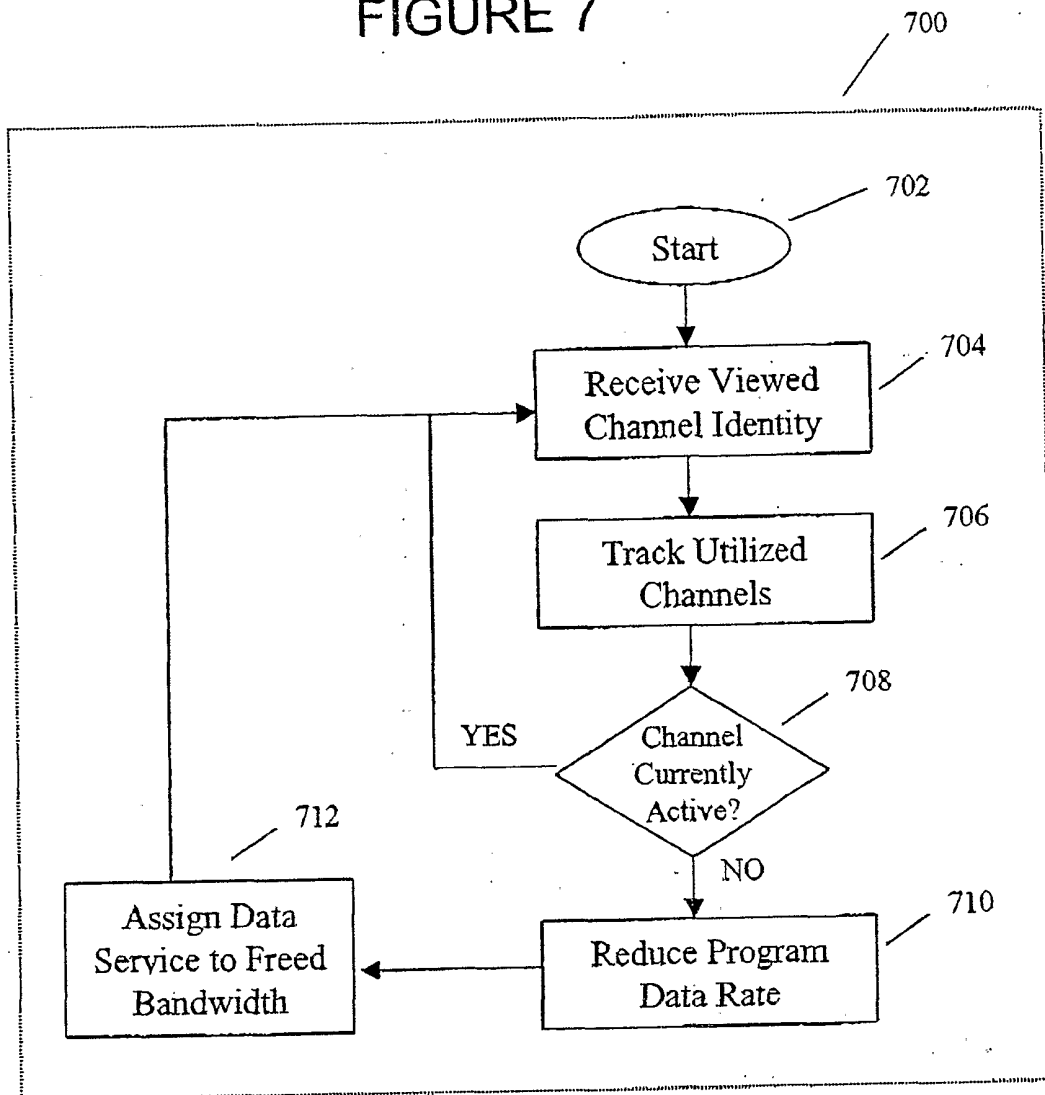 FIGURE 7
700
702
Start
704
Receive Viewed
Channel Identity
706
Track Utilized
Channels
708
YES
Channel
Currently
Active?
712
NO
710
Assign Data
Service to Freed
Bandwidth
Reduce Program
Data Rate